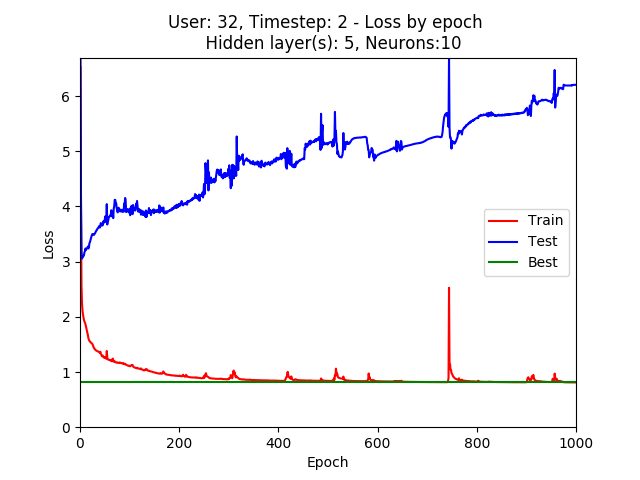 User: 32, Timestep: 2 - Loss by epoch
Hidden layer(s): 5, Neurons:10
6
5
4
3
2
1
0
Loss
Train
Test
Best
0 200 400 600 800 1000
Epoch